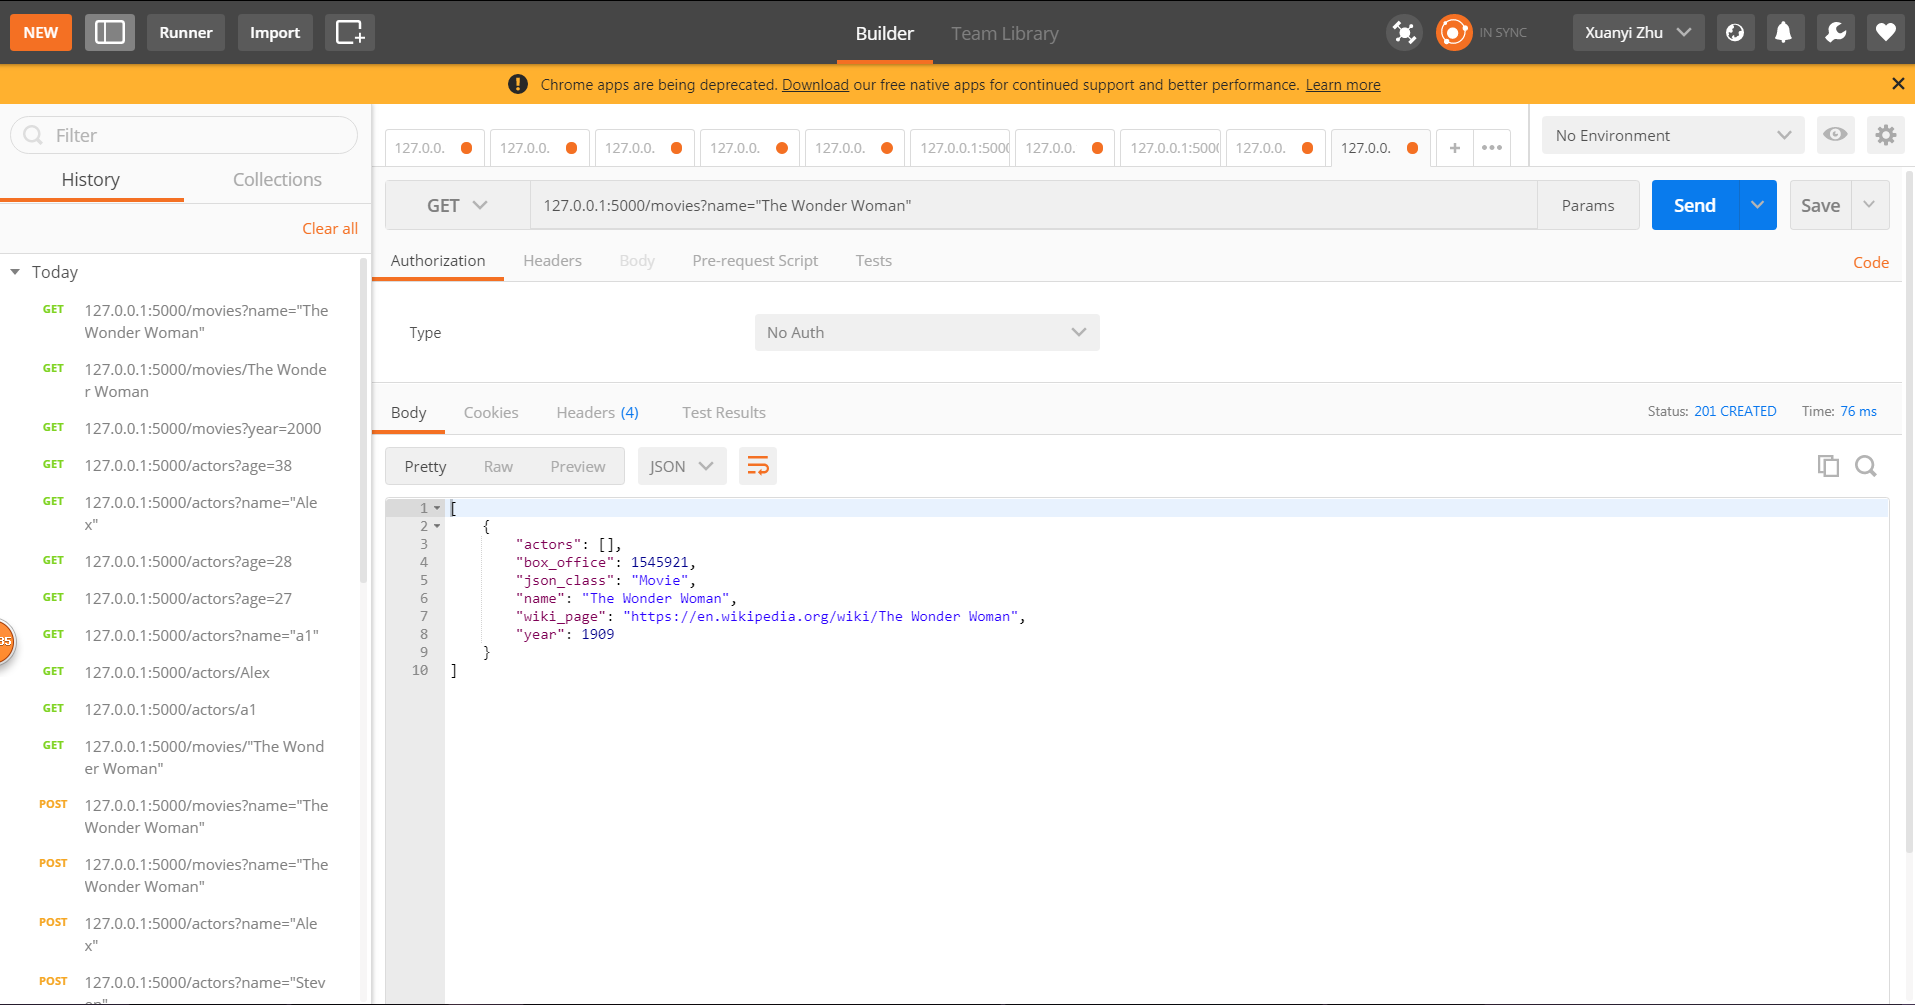 NEW
Runner
Import
Builder
Team Library
IN SYNC
Xuanyi Zhu
Chrome apps are being deprecated. Download our free native apps for continued support and better performance. Learn more
Filter
History
Collections
Clear all
Today
GET 127.0.0.1:5000/movies?name="The
Wonder Woman"
GET 127.0.0.1:5000/movies/The Wonde
r Woman
GET 127.0.0.1:5000/movies?year=2000
GET 127.0.0.1:5000/actors?age=38
GET 127.0.0.1:5000/actors?name="Ale
x"
GET 127.0.0.1:5000/actors?age=28
GET 127.0.0.1:5000/actors?age=27
GET 127.0.0.1:5000/actors?name="a1"
GET 127.0.0.1:5000/actors/Alex
GET 127.0.0.1:5000/actors/a1
GET 127.0.0.1:5000/movies/"The Wond
er Woman"
POST 127.0.0.1:5000/movies?name="The
Wonder Woman"
POST 127.0.0.1:5000/movies?name="The
Wonder Woman"
POST 127.0.0.1:5000/actors?name="Ale
x"
POST 127.0.0.1:5000/actors?name="Stev
35
127.0.0. 127.0.0. 127.0.0. 127.0.0. 127.0.0. 127.0.0.1:5000 127.0.0. 127.0.0.1:5000 127.0.0. 127.0.0. + •••
No Environment
GET 127.0.0.1:5000/movies?name="The Wonder Woman" Params Send Save
Authorization Headers Body Pre-request Script Tests Code
Type No Auth
Body Cookies Headers (4) Test Results Status: 201 CREATED Time: 76 ms
Pretty Raw Preview JSON
1 [
2 {
3 "actors": [],
4 "box_office": 1545921,
5 "json_class": "Movie",
6 "name": "The Wonder Woman",
7 "wiki_page": "https://en.wikipedia.org/wiki/The Wonder Woman",
8 "year": 1909
9 }
10 ]